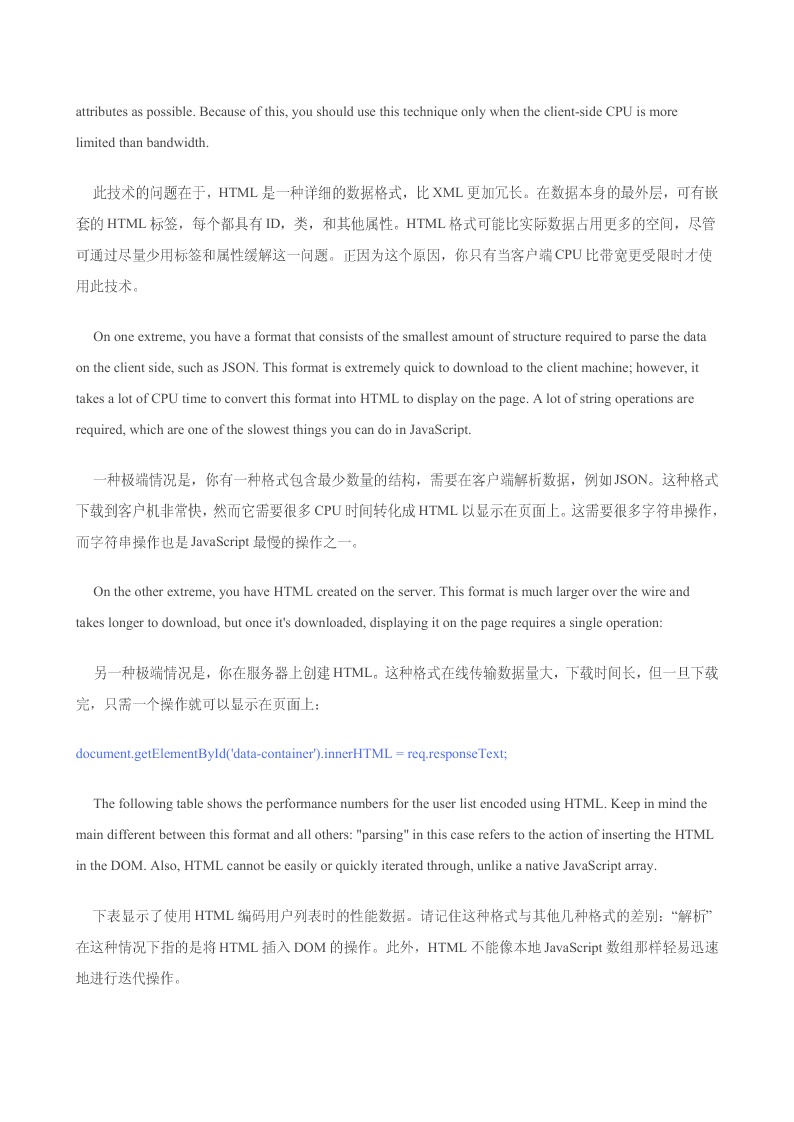 attributes as possible. Because of this, you should use this technique only when the client-side CPU is more
limited than bandwidth.
此技术的问题在于，HTML 是一种详细的数据格式，比 XML 更加冗长。在数据本身的最外层，可有嵌
套的 HTML 标签，每个都具有 ID，类，和其他属性。HTML 格式可能比实际数据占用更多的空间，尽管
可通过尽量少用标签和属性缓解这一问题。正因为这个原因，你只有当客户端 CPU 比带宽更受限时才使
用此技术。
On one extreme, you have a format that consists of the smallest amount of structure required to parse the data
on the client side, such as JSON. This format is extremely quick to download to the client machine; however, it
takes a lot of CPU time to convert this format into HTML to display on the page. A lot of string operations are
required, which are one of the slowest things you can do in JavaScript.
一种极端情况是，你有一种格式包含最少数量的结构，需要在客户端解析数据，例如 JSON。这种格式
下载到客户机非常快，然而它需要很多 CPU 时间转化成 HTML 以显示在页面上。这需要很多字符串操作，
而字符串操作也是 JavaScript 最慢的操作之一。
On the other extreme, you have HTML created on the server. This format is much larger over the wire and
takes longer to download, but once it's downloaded, displaying it on the page requires a single operation:
另一种极端情况是，你在服务器上创建 HTML。这种格式在线传输数据量大，下载时间长，但一旦下载
完，只需一个操作就可以显示在页面上：
document.getElementById('data-container').innerHTML = req.responseText;
The following table shows the performance numbers for the user list encoded using HTML. Keep in mind the
main different between this format and all others: "parsing" in this case refers to the action of inserting the HTML
in the DOM. Also, HTML cannot be easily or quickly iterated through, unlike a native JavaScript array.
下表显示了使用 HTML 编码用户列表时的性能数据。请记住这种格式与其他几种格式的差别：“解析”
在这种情况下指的是将 HTML 插入 DOM 的操作。此外，HTML 不能像本地 JavaScript 数组那样轻易迅速
地进行迭代操作。